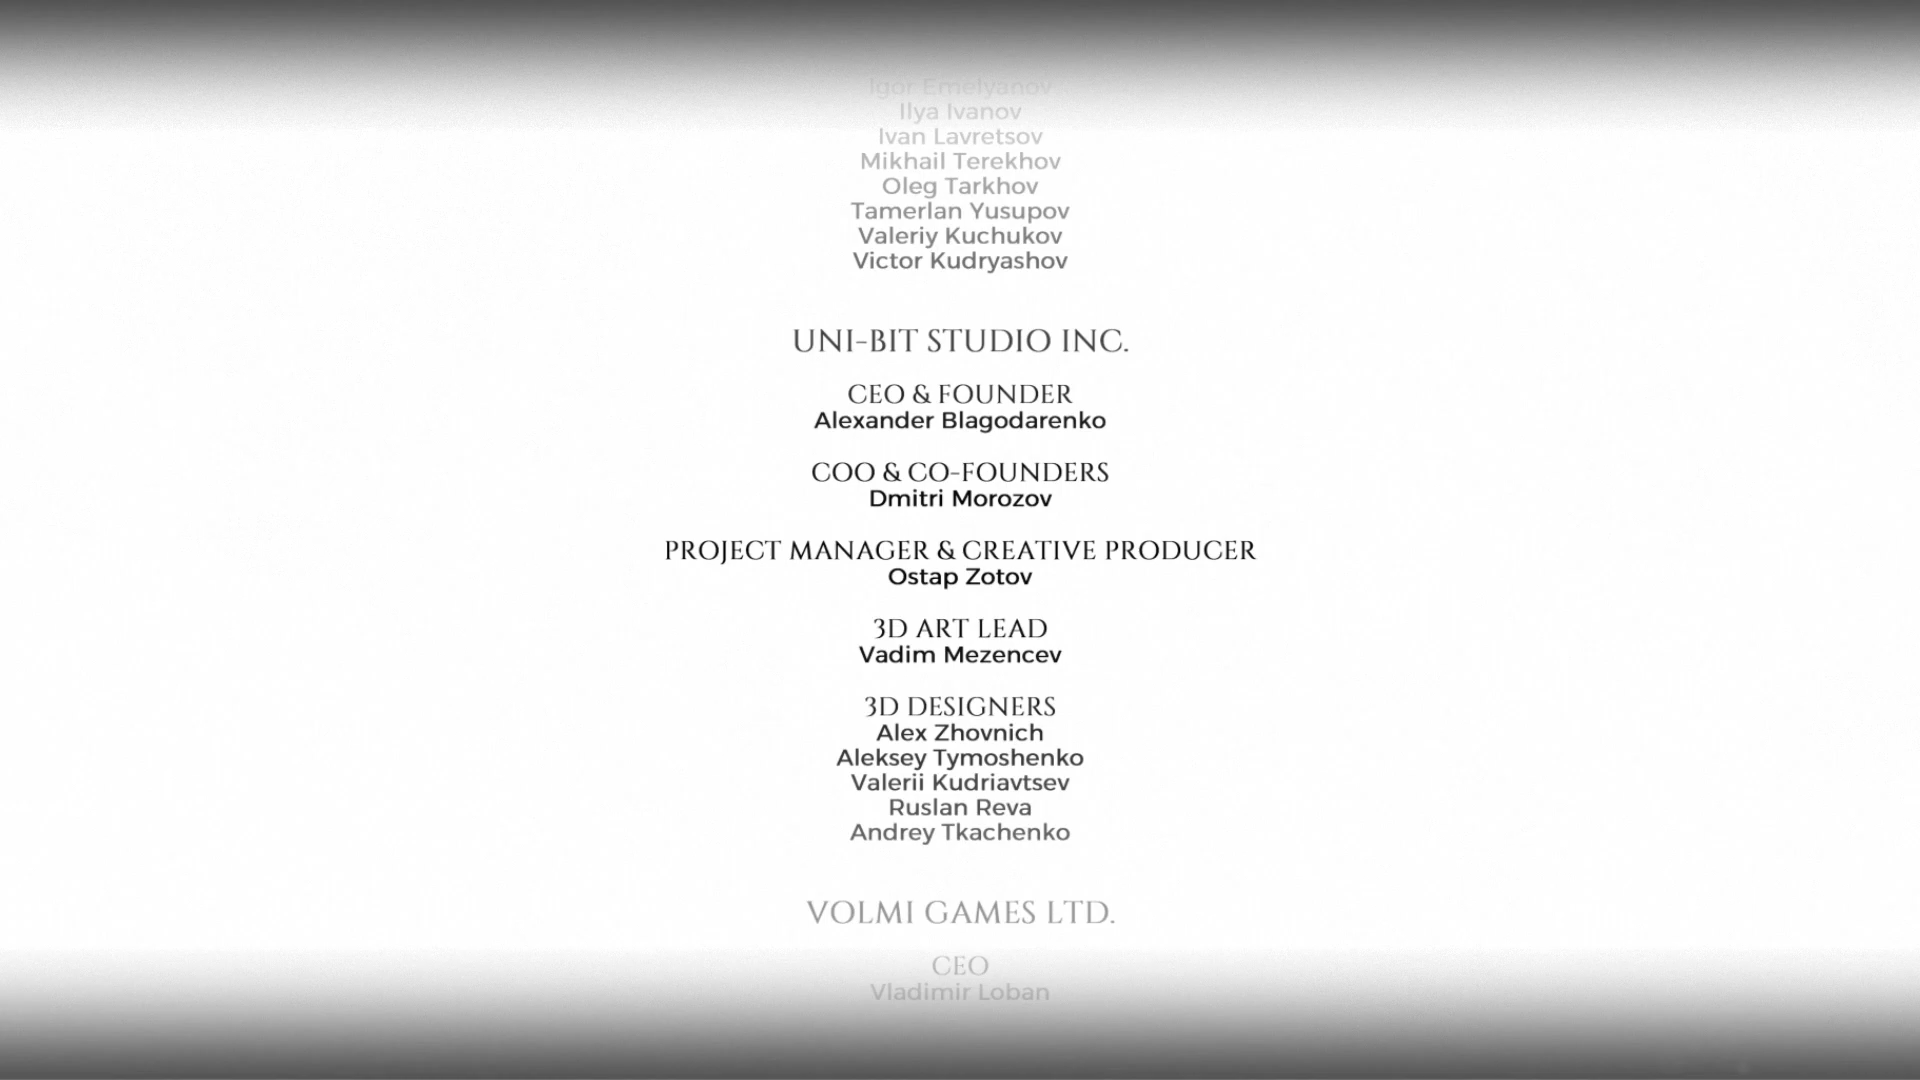 Igor Emelyanov
Ilya Ivanov
Ivan Lavretsov
Mikhail Terekhov
Oleg Tarkhov
Tamerlan Yusupov
Valeriy Kuchukov
Victor Kudryashov
UNI-BIT STUDIO INC.
CEO & FOUNDER
Alexander Blagodarenko
COO & CO-FOUNDERS
Dmitri Morozov
PROJECT MANAGER & CREATIVE PRODUCER
Ostap Zotov
3D ART LEAD
Vadim Mezencev
3D DESIGNERS
Alex Zhovnich
Aleksey Tymoshenko
Valerii Kudriavtsev
Ruslan Reva
Andrey Tkachenko
VOLMI GAMES LTD.
CEO
Vladimir Loban